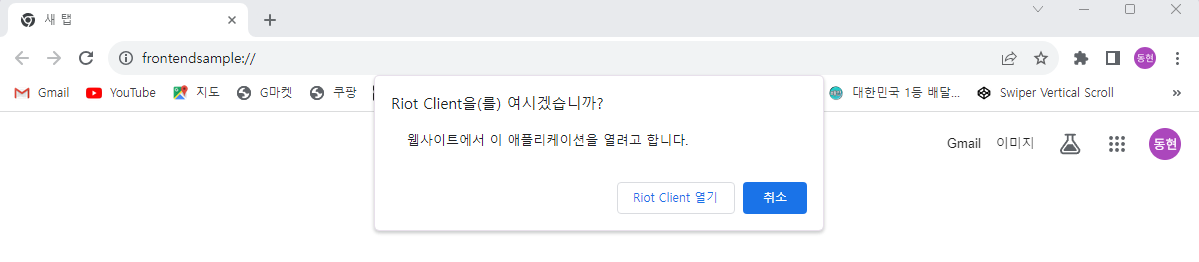 새 탭
frontendsample://
동현
Gmail YouTube 지도 G마켓 쿠팡 대한민국 1등 배달... Swiper Vertical Scroll
Riot Client을(를) 여시겠습니까?
웹사이트에서 이 애플리케이션을 열려고 합니다.
Gmail 이미지 동현
Riot Client 열기 취소